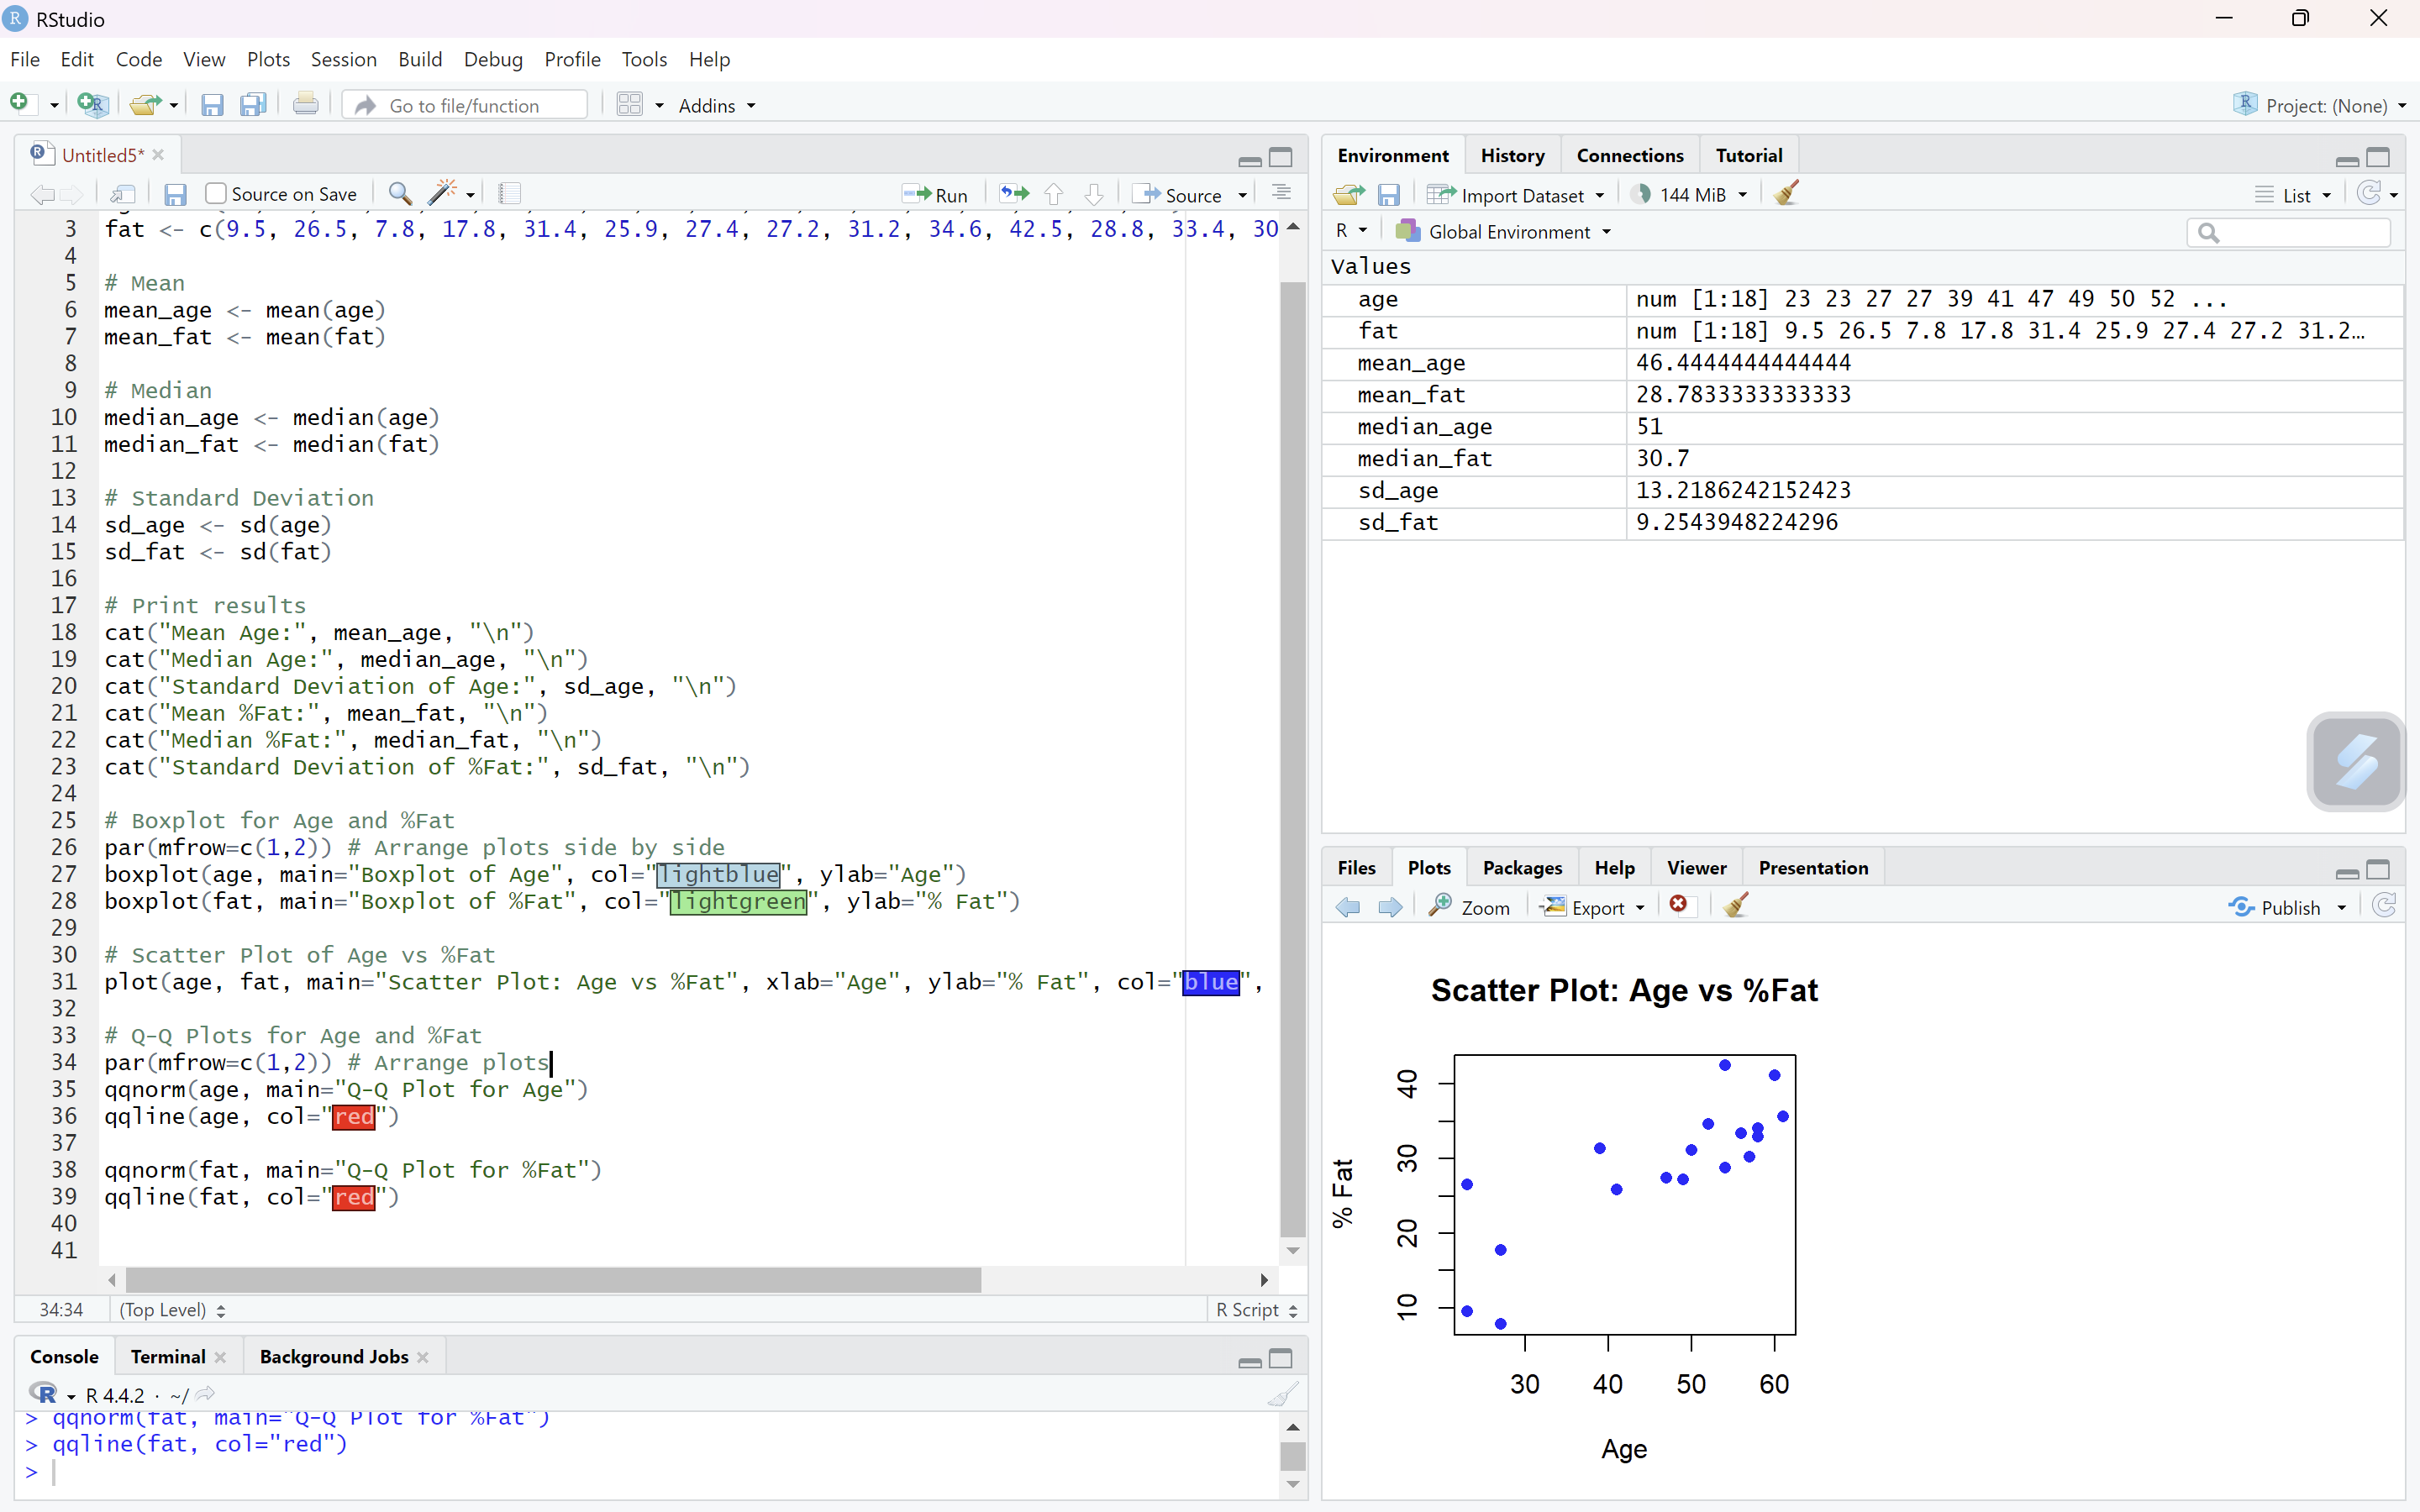 RStudio
File Edit Code View Plots Session Build Debug Profile Tools Help
Go to file/function Addins Project: (None)
Untitled5*
Source on Save Run Source
3 fat <- c(9.5, 26.5, 7.8, 17.8, 31.4, 25.9, 27.4, 27.2, 31.2, 34.6, 42.5, 28.8, 33.4, 30
4
5 # Mean
6 mean_age <- mean(age)
7 mean_fat <- mean(fat)
8
9 # Median
10 median_age <- median(age)
11 median_fat <- median(fat)
12
13 # Standard Deviation
14 sd_age <- sd(age)
15 sd_fat <- sd(fat)
16
17 # Print results
18 cat("Mean Age:", mean_age, "\n")
19 cat("Median Age:", median_age, "\n")
20 cat("Standard Deviation of Age:", sd_age, "\n")
21 cat("Mean %Fat:", mean_fat, "\n")
22 cat("Median %Fat:", median_fat, "\n")
23 cat("Standard Deviation of %Fat:", sd_fat, "\n")
24
25 # Boxplot for Age and %Fat
26 par(mfrow=c(1,2)) # Arrange plots side by side
27 boxplot(age, main="Boxplot of Age", col="lightblue", ylab="Age")
28 boxplot(fat, main="Boxplot of %Fat", col="lightgreen", ylab="% Fat")
29
30 # Scatter Plot of Age vs %Fat
31 plot(age, fat, main="Scatter Plot: Age vs %Fat", xlab="Age", ylab="% Fat", col="blue",
32
33 # Q-Q Plots for Age and %Fat
34 par(mfrow=c(1,2)) # Arrange plots
35 qqnorm(age, main="Q-Q Plot for Age")
36 qqline(age, col="red")
37
38 qqnorm(fat, main="Q-Q Plot for %Fat")
39 qqline(fat, col="red")
40
41
34:34 (Top Level) R Script
Console Terminal Background Jobs
R 4.4.2 · ~/
> qqnorm(fat, main="Q-Q Plot for %Fat")
> qqline(fat, col="red")
>
Environment History Connections Tutorial
Import Dataset 144 MiB List
R Global Environment
Values
age num [1:18] 23 23 27 27 39 41 47 49 50 52 ...
fat num [1:18] 9.5 26.5 7.8 17.8 31.4 25.9 27.4 27.2 31.2…
mean_age 46.4444444444444
mean_fat 28.7833333333333
median_age 51
median_fat 30.7
sd_age 13.2186242152423
sd_fat 9.2543948224296
Files Plots Packages Help Viewer Presentation
Zoom Export Publish
Scatter Plot: Age vs %Fat
% Fat
40
30
20
10
30 40 50 60
Age